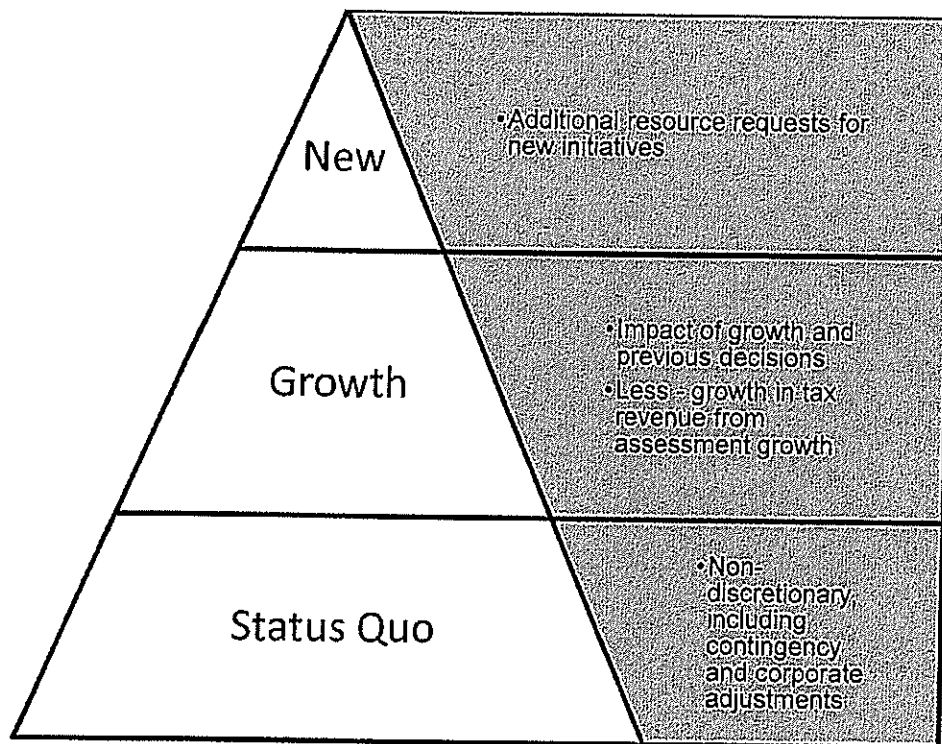 New
•Additional resource requests for
new initiatives
Growth
•Impact of growth and
previous decisions
•Less - growth in tax
revenue from
assessment growth
Status Quo
•Non-
discretionary,
including
contingency
and corporate
adjustments